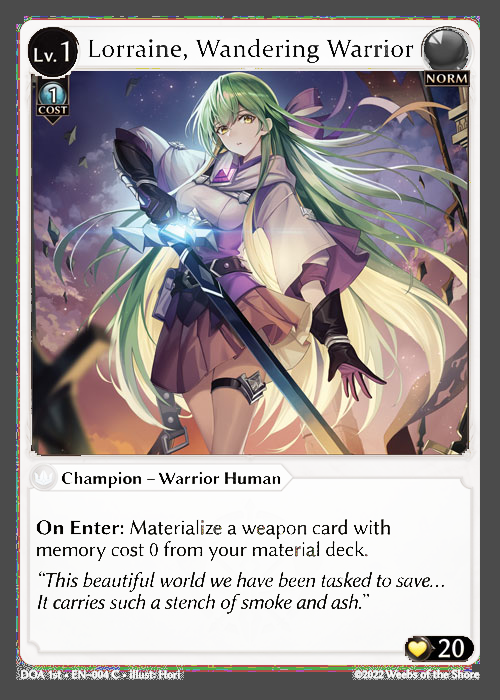 Lv. 1
Lorraine, Wandering Warrior
NORM
1
COST
Champion – Warrior Human
On Enter: Materialize a weapon card with
memory cost 0 from your material deck.
“This beautiful world we have been tasked to save...
It carries such a stench of smoke and ash.”
20
DOA 1st • EN-004 C • illust: Hori
©2022 Weebs of the Shore